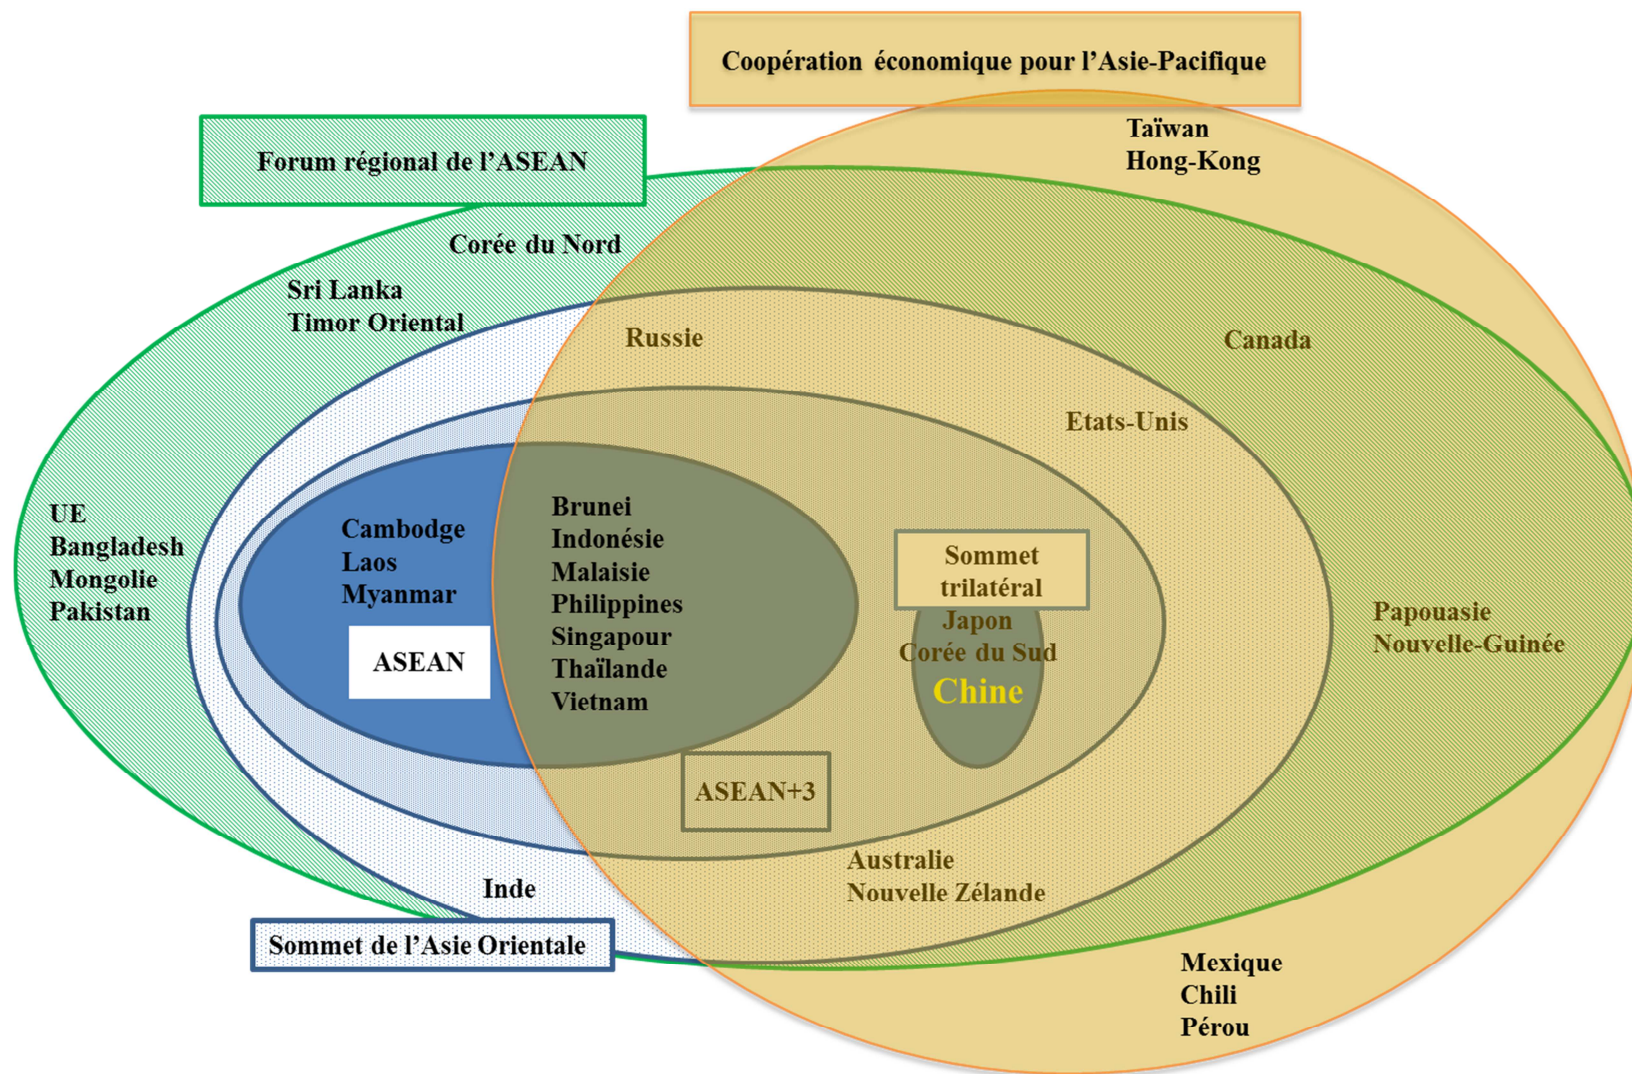 Coopération économique pour l’Asie-Pacifique
Taïwan
Hong-Kong
Forum régional de l’ASEAN
Corée du Nord
Sri Lanka
Timor Oriental
Russie
Canada
Etats-Unis
UE
Bangladesh
Mongolie
Pakistan
Cambodge
Laos
Myanmar
ASEAN
Brunei
Indonésie
Malaisie
Philippines
Singapour
Thaïlande
Vietnam
Sommet
trilatéral
Japon
Corée du Sud
Chine
Papouasie
Nouvelle-Guinée
ASEAN+3
Australie
Nouvelle Zélande
Inde
Sommet de l’Asie Orientale
Mexique
Chili
Pérou